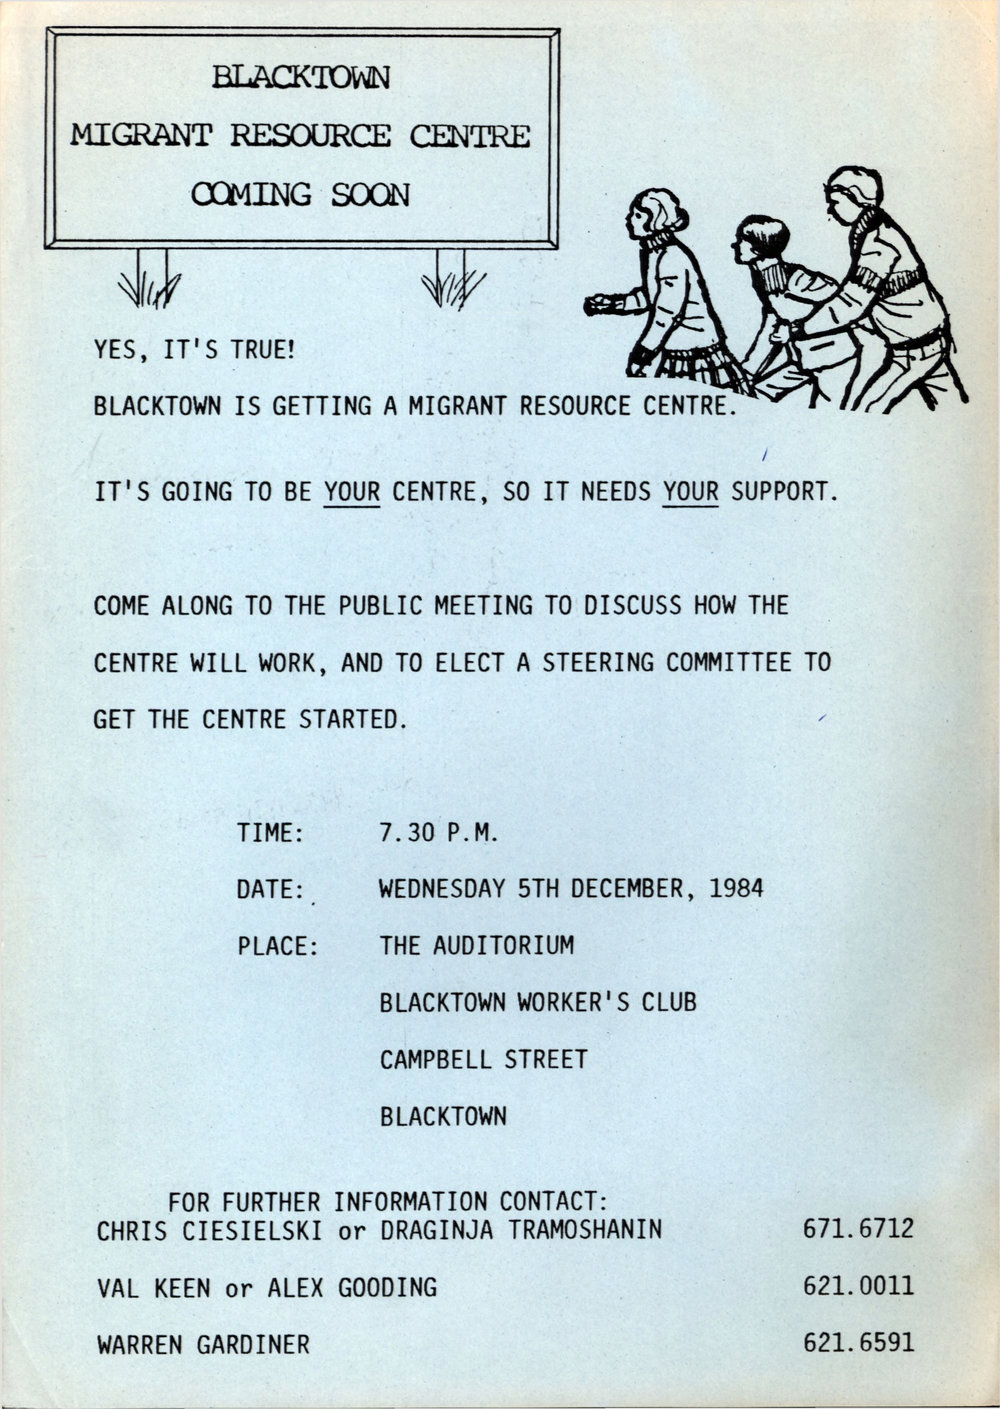 BLACKTOWN
MIGRANT RESOURCE CENTRE
COMING SOON
YES, IT'S TRUE!
BLACKTOWN IS GETTING A MIGRANT RESOURCE CENTRE.
IT'S GOING TO BE YOUR CENTRE, SO IT NEEDS YOUR SUPPORT.
COME ALONG TO THE PUBLIC MEETING TO DISCUSS HOW THE
CENTRE WILL WORK, AND TO ELECT A STEERING COMMITTEE TO
GET THE CENTRE STARTED.
TIME: 7.30 P.M.
DATE: WEDNESDAY 5TH DECEMBER, 1984
PLACE: THE AUDITORIUM
BLACKTOWN WORKER'S CLUB
CAMPBELL STREET
BLACKTOWN
FOR FURTHER INFORMATION CONTACT:
CHRIS CIESIELSKI or DRAGINJA TRAMOSHANIN 671.6712
VAL KEEN or ALEX GOODING 621.0011
WARREN GARDINER 621.6591